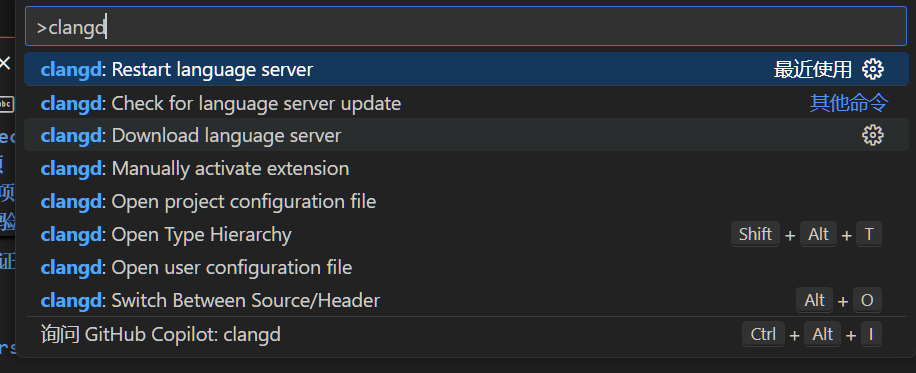 >clangd
clangd: Restart language server 最近使用
clangd: Check for language server update 其他命令
clangd: Download language server
clangd: Manually activate extension
clangd: Open project configuration file
clangd: Open Type Hierarchy Shift + Alt + T
clangd: Open user configuration file
clangd: Switch Between Source/Header Alt + O
询问 GitHub Copilot: clangd Ctrl + Alt + I